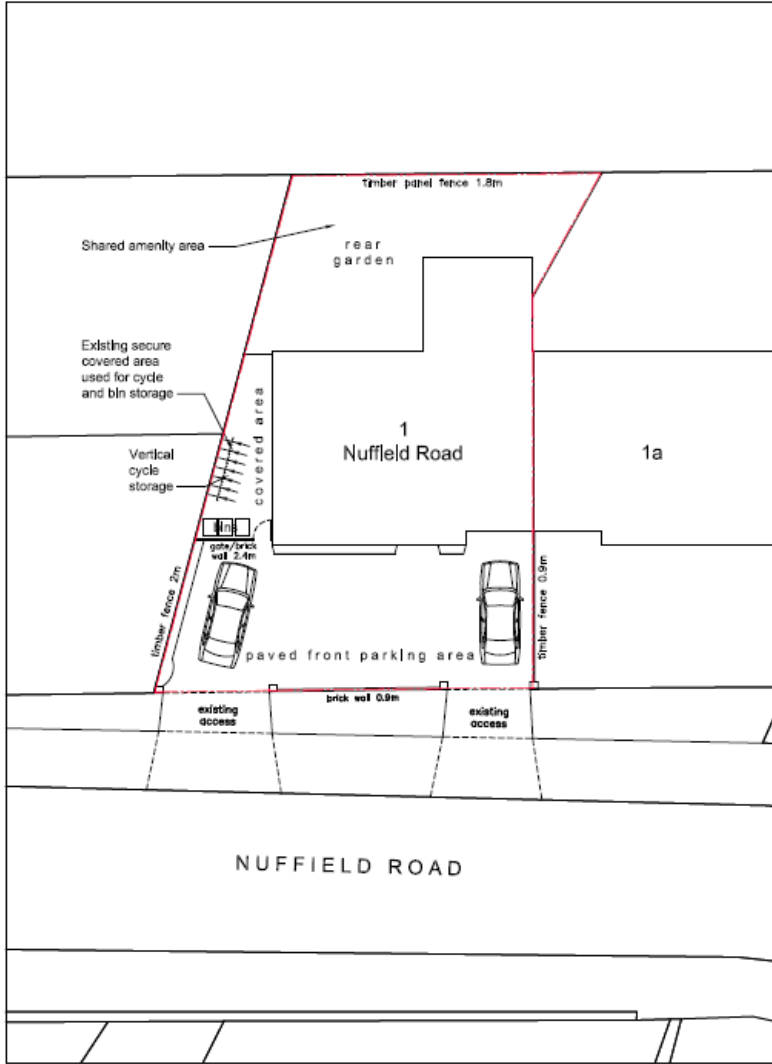 timber panel fence 1.8m
Shared amenity area
rear
garden
Existing secure
covered area
used for cycle
and bin storage
covered area
1
Nuffield Road
1a
Vertical
cycle
storage
bins
gate/brick
wall 2.4m
timber fence 2m
timber fence 0.9m
paved front parking area
brick wall 0.9m
existing
access
existing
access
NUFFIELD ROAD